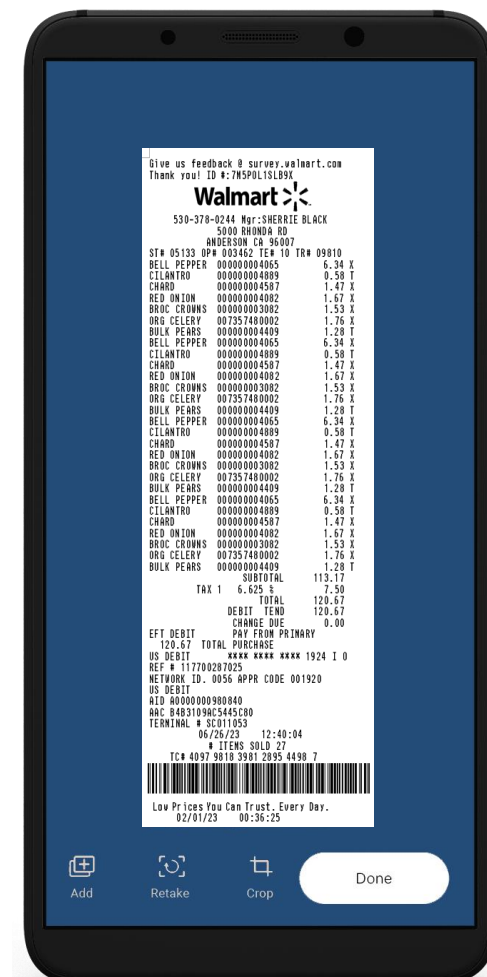 Give us feedback @ survey.walmart.com
Thank you! ID #:7M5P0L1SLB9X
Walmart
530-378-0244 Mgr:SHERRIE BLACK
5000 RHONDA RD
ANDERSON CA 96007
ST# 05133 OP# 003462 TE# 10 TR# 09810
BELL PEPPER 000000004065 6.34 X
CILANTRO 000000004889 0.58 T
CHARD 000000004587 1.47 X
RED ONION 000000004082 1.67 X
BROC CROWNS 000000003082 1.53 X
ORG CELERY 007357480002 1.76 X
BULK PEARS 000000004409 1.28 T
BELL PEPPER 000000004065 6.34 X
CILANTRO 000000004889 0.58 T
CHARD 000000004587 1.47 X
RED ONION 000000004082 1.67 X
BROC CROWNS 000000003082 1.53 X
ORG CELERY 007357480002 1.76 X
BULK PEARS 000000004409 1.28 T
BELL PEPPER 000000004065 6.34 X
CILANTRO 000000004889 0.58 T
CHARD 000000004587 1.47 X
RED ONION 000000004082 1.67 X
BROC CROWNS 000000003082 1.53 X
ORG CELERY 007357480002 1.76 X
BULK PEARS 000000004409 1.28 T
BELL PEPPER 000000004065 6.34 X
CILANTRO 000000004889 0.58 T
CHARD 000000004587 1.47 X
RED ONION 000000004082 1.67 X
BROC CROWNS 000000003082 1.53 X
ORG CELERY 007357480002 1.76 X
BULK PEARS 000000004409 1.28 T
SUBTOTAL 113.17
TAX 1 6.625 % 7.50
TOTAL 120.67
DEBIT TEND 120.67
CHANGE DUE 0.00
EFT DEBIT PAY FROM PRIMARY
120.67 TOTAL PURCHASE
US DEBIT **** **** **** 1924 I 0
REF # 117700287025
NETWORK ID. 0056 APPR CODE 001920
US DEBIT
AID A0000000980840
AAC B4B3109AC5445C80
TERMINAL # SC011053
06/26/23 12:40:04
# ITEMS SOLD 27
TC# 4097 9818 3981 2895 4498 7
Low Prices You Can Trust. Every Day.
02/01/23 00:36:25
Add
Retake
Crop
Done